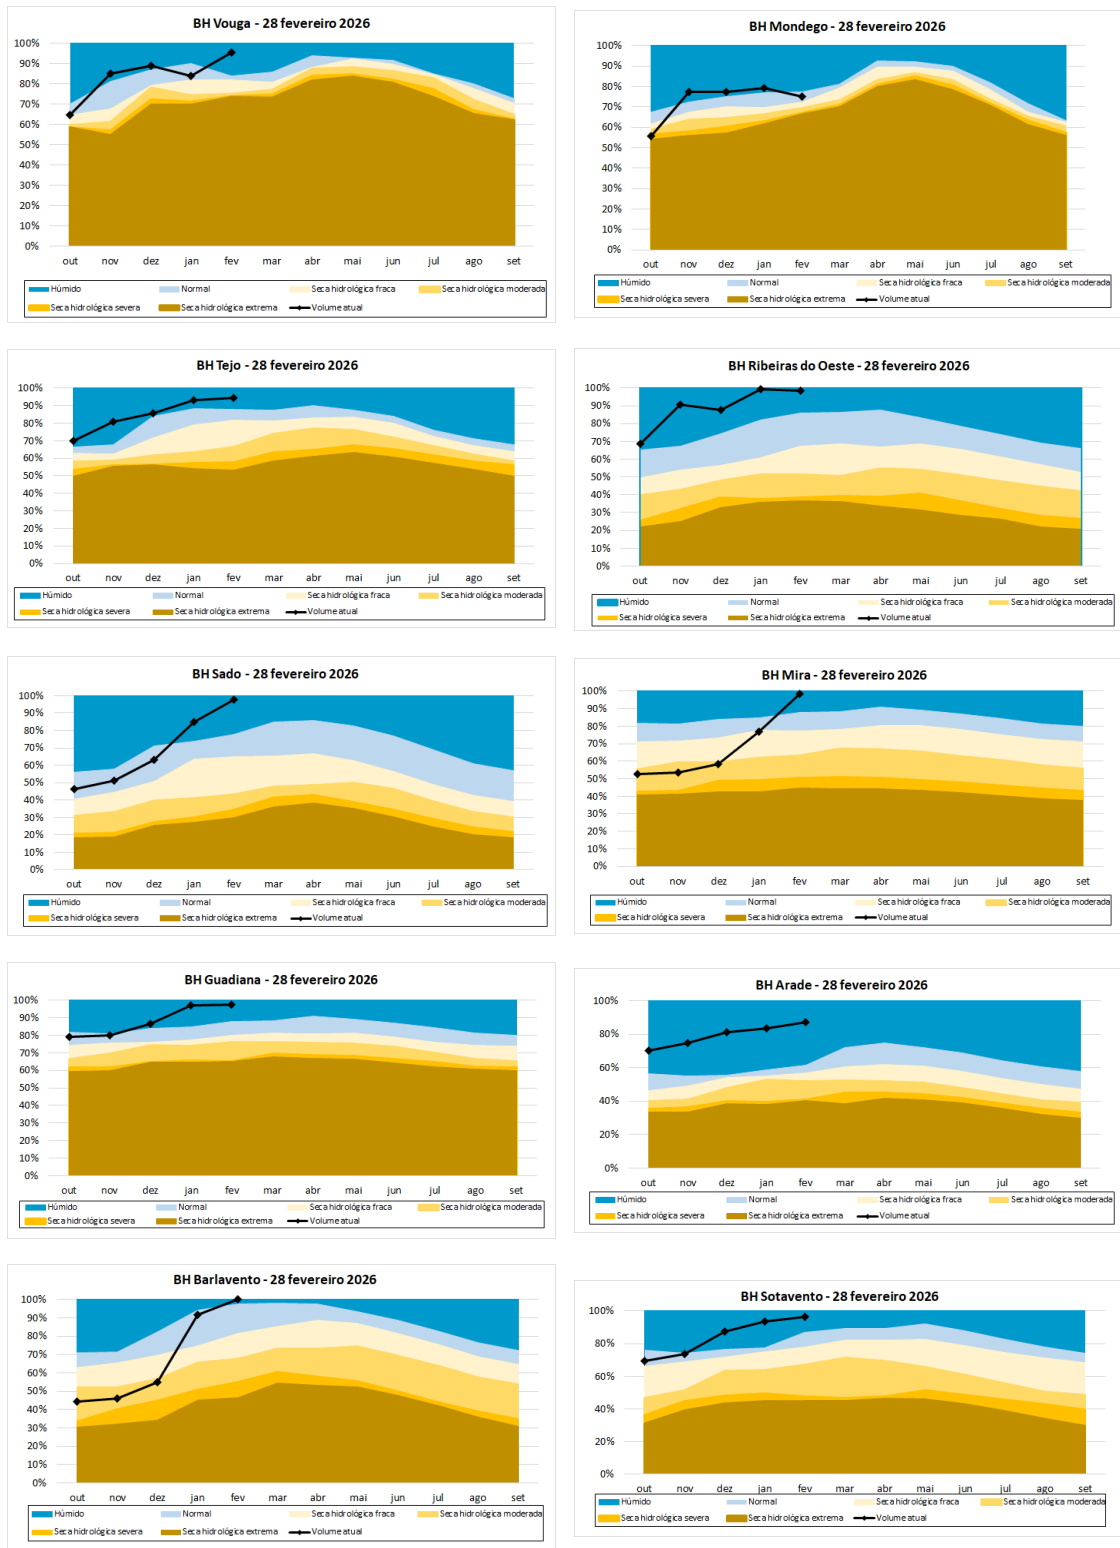 BH Vouga - 28 fevereiro 2026
100%
90%
80%
70%
60%
50%
40%
30%
20%
10%
0%
out nov dez jan fev mar abr mai jun jul ago set
Húmido Normal Seca hidrológica fraca Seca hidrológica moderada
Seca hidrológica severa Seca hidrológica extrema Volume atual
BH Mondego - 28 fevereiro 2026
100%
90%
80%
70%
60%
50%
40%
30%
20%
10%
0%
out nov dez jan fev mar abr mai jun jul ago set
Húmido Normal Seca hidrológica fraca Seca hidrológica moderada
Seca hidrológica severa Seca hidrológica extrema Volume atual
BH Tejo - 28 fevereiro 2026
100%
90%
80%
70%
60%
50%
40%
30%
20%
10%
0%
out nov dez jan fev mar abr mai jun jul ago set
Húmido Normal Seca hidrológica fraca Seca hidrológica moderada
Seca hidrológica severa Seca hidrológica extrema Volume atual
BH Ribeiras do Oeste - 28 fevereiro 2026
100%
90%
80%
70%
60%
50%
40%
30%
20%
10%
0%
out nov dez jan fev mar abr mai jun jul ago set
Húmido Normal Seca hidrológica fraca Seca hidrológica moderada
Seca hidrológica severa Seca hidrológica extrema Volume atual
BH Sado - 28 fevereiro 2026
100%
90%
80%
70%
60%
50%
40%
30%
20%
10%
0%
out nov dez jan fev mar abr mai jun jul ago set
Húmido Normal Seca hidrológica fraca Seca hidrológica moderada
Seca hidrológica severa Seca hidrológica extrema Volume atual
BH Mira - 28 fevereiro 2026
100%
90%
80%
70%
60%
50%
40%
30%
20%
10%
0%
out nov dez jan fev mar abr mai jun jul ago set
Húmido Normal Seca hidrológica fraca Seca hidrológica moderada
Seca hidrológica severa Seca hidrológica extrema Volume atual
BH Guadiana - 28 fevereiro 2026
100%
90%
80%
70%
60%
50%
40%
30%
20%
10%
0%
out nov dez jan fev mar abr mai jun jul ago set
Húmido Normal Seca hidrológica fraca Seca hidrológica moderada
Seca hidrológica severa Seca hidrológica extrema Volume atual
BH Arade - 28 fevereiro 2026
100%
80%
60%
40%
20%
0%
out nov dez jan fev mar abr mai jun jul ago set
Húmido Normal Seca hidrológica fraca Seca hidrológica moderada
Seca hidrológica severa Seca hidrológica extrema Volume atual
BH Barlavento - 28 fevereiro 2026
100%
90%
80%
70%
60%
50%
40%
30%
20%
10%
0%
out nov dez jan fev mar abr mai jun jul ago set
Húmido Normal Seca hidrológica fraca Seca hidrológica moderada
Seca hidrológica severa Seca hidrológica extrema Volume atual
BH Sotavento - 28 fevereiro 2026
100%
80%
60%
40%
20%
0%
out nov dez jan fev mar abr mai jun jul ago set
Húmido Normal Seca hidrológica fraca Seca hidrológica moderada
Seca hidrológica severa Seca hidrológica extrema Volume atual